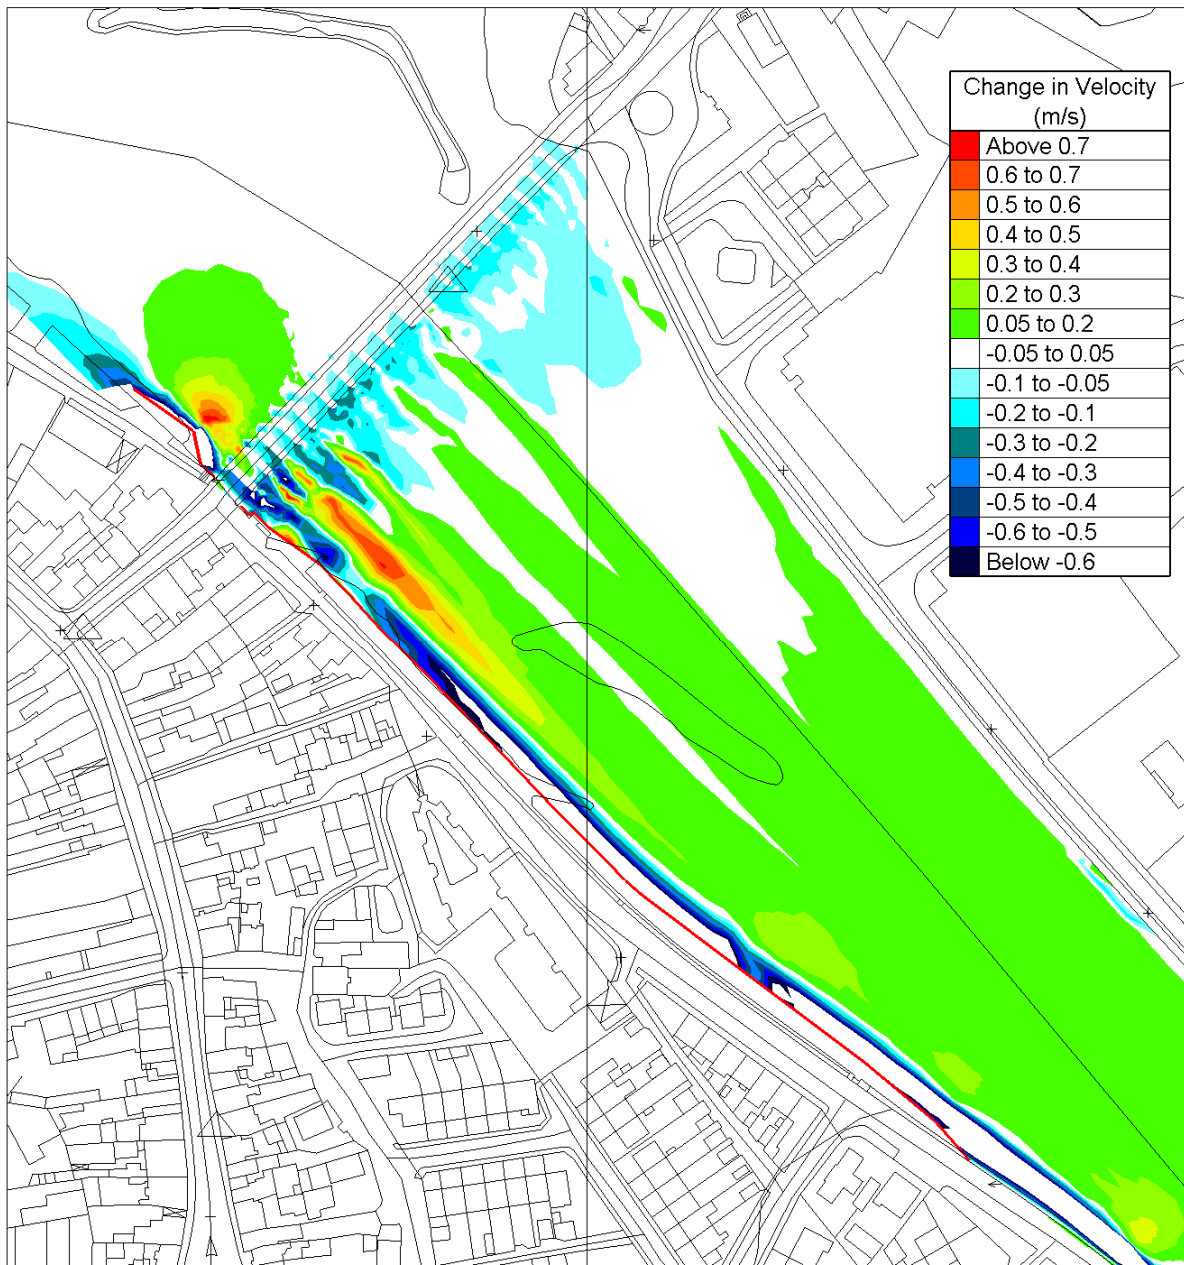 Change in Velocity
(m/s)
Above 0.7
0.6 to 0.7
0.5 to 0.6
0.4 to 0.5
0.3 to 0.4
0.2 to 0.3
0.05 to 0.2
-0.05 to 0.05
-0.1 to -0.05
-0.2 to -0.1
-0.3 to -0.2
-0.4 to -0.3
-0.5 to -0.4
-0.6 to -0.5
Below -0.6